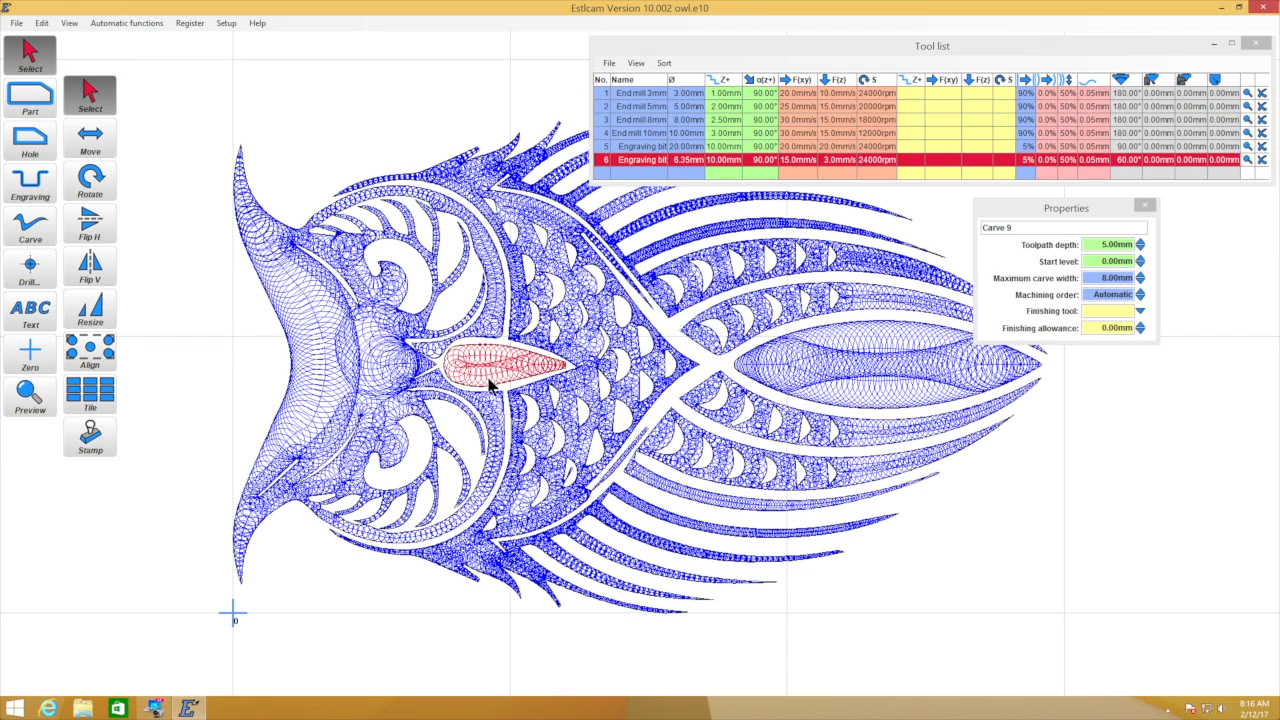 Estlcam Version 10.002 owl.e10
File Edit View Automatic functions Register Setup Help
Select
Part
Hole
Engraving
Carve
Drill...
ABC
Text
Zero
Preview
Select
Move
Rotate
Flip H
Flip V
Resize
Align
Tile
Stamp
Tool list
File View Sort
No. Name Ø Z+ α(z+) F(xy) F(z) S Z+ F(xy) F(z) S
1 End mill 3mm 3.00mm 1.00mm 90.00° 20.0mm/s 10.0mm/s 24000rpm 90% 0.0% 50% 0.05mm 180.00° 0.00mm 0.00mm 0.00mm
2 End mill 5mm 5.00mm 2.00mm 90.00° 25.0mm/s 15.0mm/s 24000rpm 90% 0.0% 50% 0.05mm 180.00° 0.00mm 0.00mm 0.00mm
3 End mill 8mm 8.00mm 2.50mm 90.00° 30.0mm/s 15.0mm/s 18000rpm 90% 0.0% 50% 0.05mm 180.00° 0.00mm 0.00mm 0.00mm
4 End mill 10mm 10.00mm 3.00mm 90.00° 30.0mm/s 15.0mm/s 12000rpm 90% 0.0% 50% 0.05mm 180.00° 0.00mm 0.00mm 0.00mm
5 Engraving bit 20.00mm 10.00mm 90.00° 20.0mm/s 20.0mm/s 24000rpm 5% 0.0% 50% 0.05mm 90.00° 0.00mm 0.00mm 0.00mm
6 Engraving bit 6.35mm 10.00mm 90.00° 15.0mm/s 3.0mm/s 24000rpm 5% 0.0% 50% 0.05mm 60.00° 0.00mm 0.00mm 0.00mm
Properties
Carve 9
Toolpath depth: 5.00mm
Start level: 0.00mm
Maximum carve width: 8.00mm
Machining order: Automatic
Finishing tool:
Finishing allowance: 0.00mm
0
8:16 AM
2/12/17